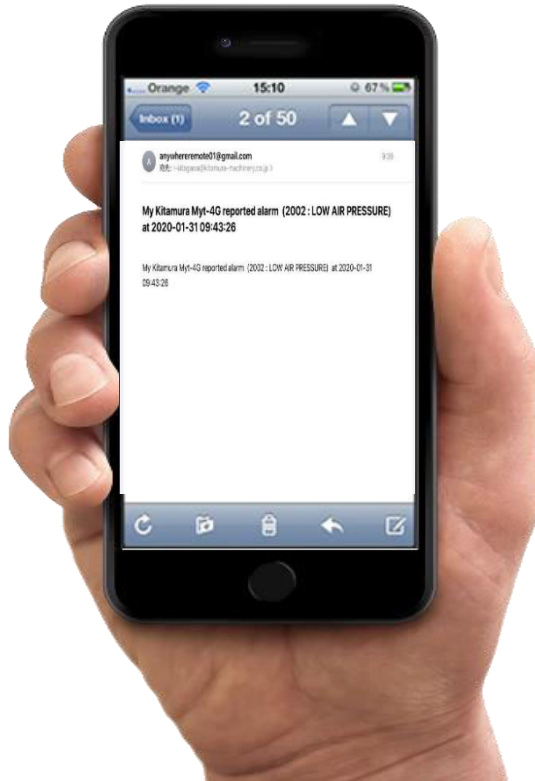 Orange 15:10 67%
Inbox (1) 2 of 50
A anywhereremote01@gmail.com 9:39
宛先:
My Kitamura Myt-4G reported alarm (2002 : LOW AIR PRESSURE)
at 2020-01-31 09:43:26
My Kitamura Myt-4G reported alarm (2002 : LOW AIR PRESSURE) at 2020-01-31
09:43:26